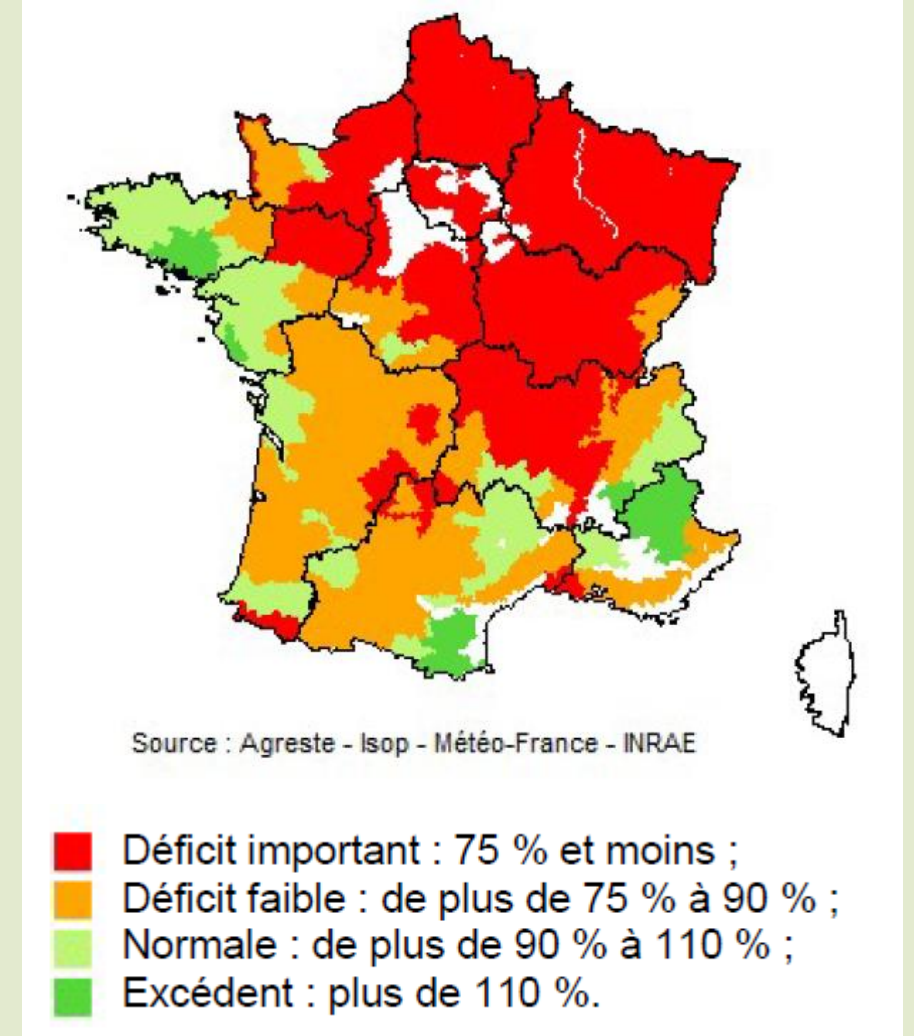 Source : Agreste - Isop - Météo-France - INRAE
Déficit important : 75 % et moins ;
Déficit faible : de plus de 75 % à 90 % ;
Normale : de plus de 90 % à 110 % ;
Excédent : plus de 110 %.